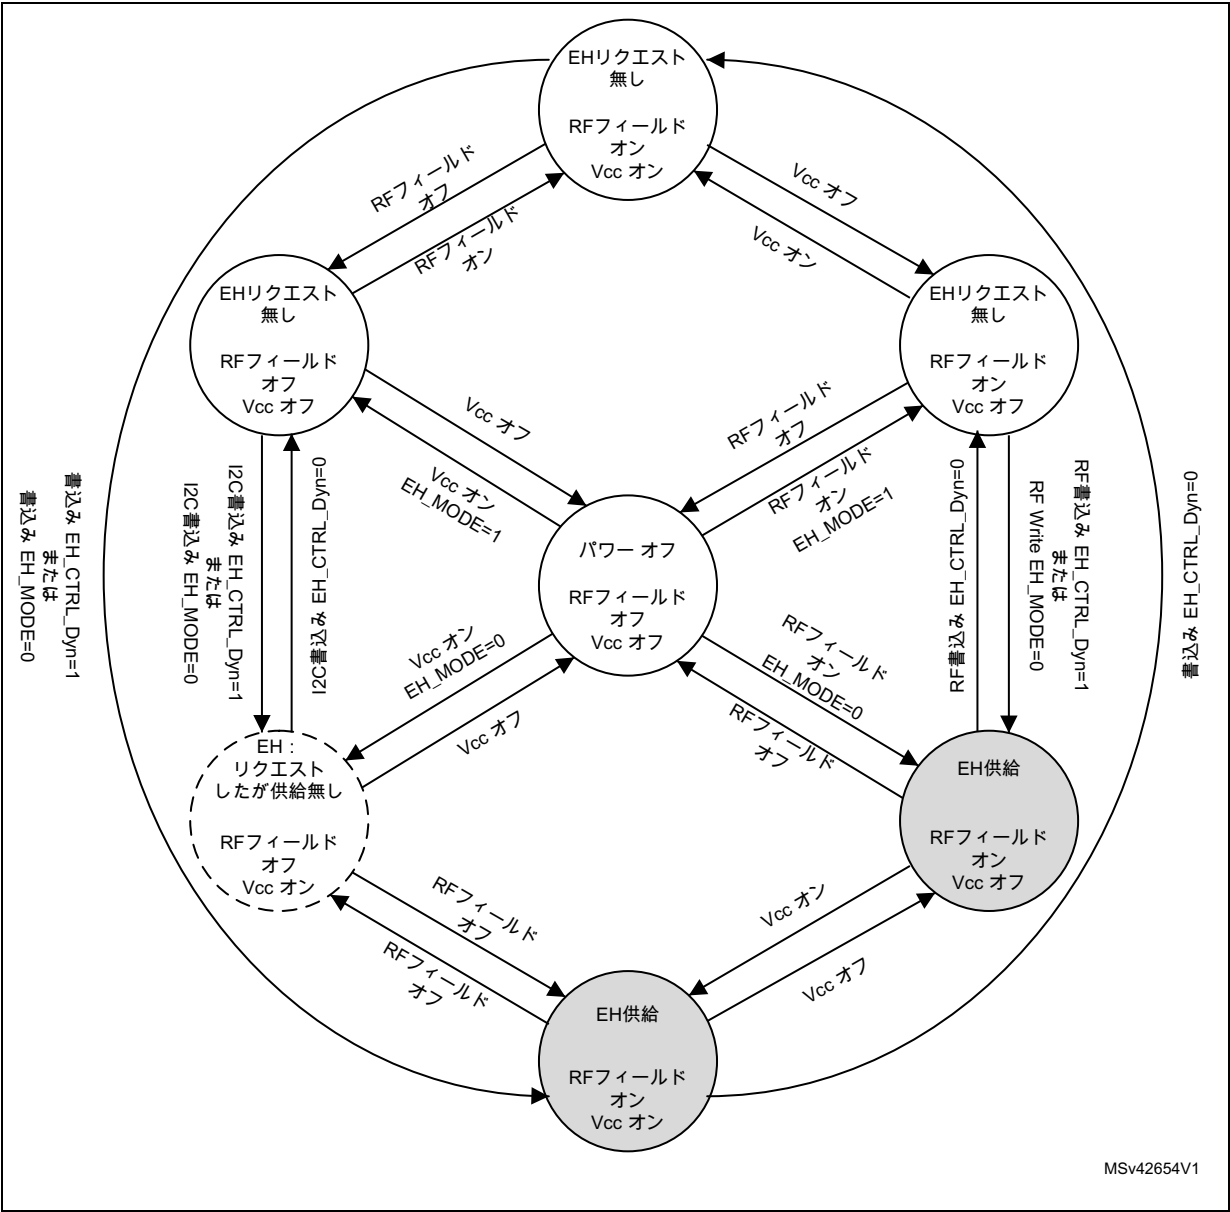 EHリクエスト
無し
RFフィールド
オン
Vcc オン
RFフィールド
オフ
RFフィールド
オン
Vcc オフ
Vcc オン
EHリクエスト
無し
RFフィールド
オフ
Vcc オフ
EHリクエスト
無し
RFフィールド
オン
Vcc オフ
Vcc オフ
Vcc オン
EH_MODE=1
RFフィールド
オフ
RFフィールド
オン
EH_MODE=1
パワー オフ
RFフィールド
オフ
Vcc オフ
書込み EH_CTRL_Dyn=1
または
書込み EH_MODE=0
I2C書込み EH_CTRL_Dyn=1
または
I2C書込み EH_MODE=0
I2C書込み EH_CTRL_Dyn=0
RF書込み EH_CTRL_Dyn=0
RF書込み EH_CTRL_Dyn=1
または
RF Write EH_MODE=0
書込み EH_CTRL_Dyn=0
Vcc オン
EH_MODE=0
Vcc オフ
RFフィールド
オン
EH_MODE=0
RFフィールド
オフ
EH :
リクエスト
したが供給無し
RFフィールド
オフ
Vcc オン
EH供給
RFフィールド
オン
Vcc オフ
RFフィールド
オフ
RFフィールド
オフ
Vcc オン
Vcc オフ
EH供給
RFフィールド
オン
Vcc オン
MSv42654V1